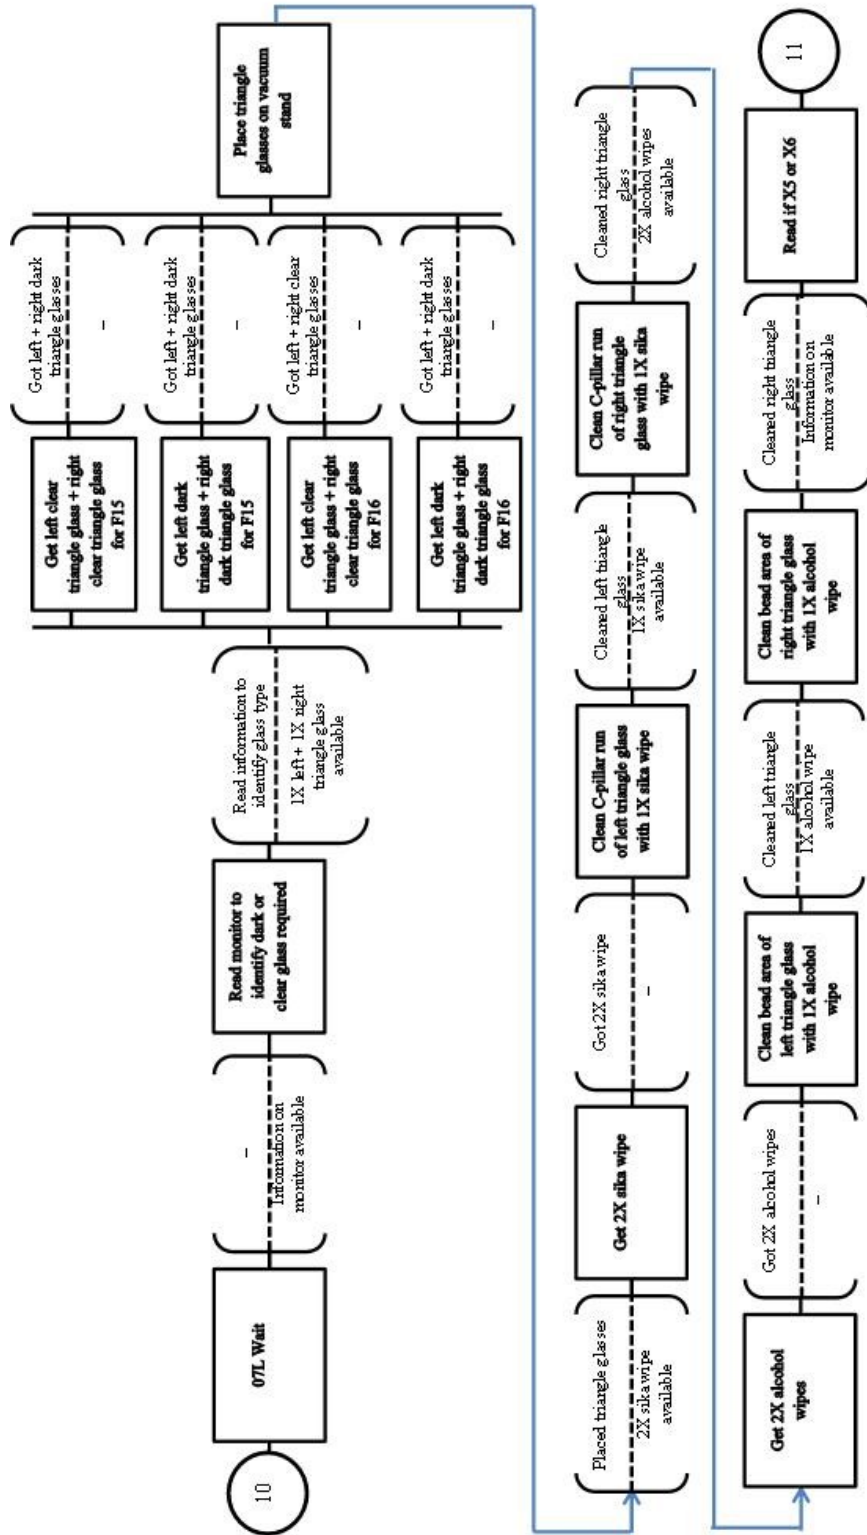 10
07L Wait
–
Information on
monitor available
Read monitor to
identify dark or
clear glass required
Read information to
identify glass type
1X left + 1X right
triangle glass
available
Get left clear
triangle glass + right
clear triangle glass
for F15
Got left + right dark
triangle glasses
–
Get left dark
triangle glass + right
dark triangle glass
for F15
Got left + right dark
triangle glasses
–
Get left clear
triangle glass + right
clear triangle glass
for F16
Got left + right clear
triangle glasses
–
Get left dark
triangle glass + right
dark triangle glass
for F16
Got left + right dark
triangle glasses
–
Place triangle
glasses on vacuum
stand
Placed triangle glasses
2X sika wipe
available
Get 2X sika wipe
Got 2X sika wipe
–
Clean C-pillar run
of left triangle glass
with 1X sika wipe
Cleaned left triangle
glass
1X sika wipe
available
Clean C-pillar run
of right triangle
glass with 1X sika
wipe
Cleaned right triangle
glass
2X alcohol wipes
available
Get 2X alcohol
wipes
Got 2X alcohol wipes
–
Clean bead area of
left triangle glass
with 1X alcohol
wipe
Cleaned left triangle
glass
1X alcohol wipe
available
Clean bead area of
right triangle glass
with 1X alcohol
wipe
Cleaned right triangle
glass
Information on
monitor available
Read if X5 or X6
11